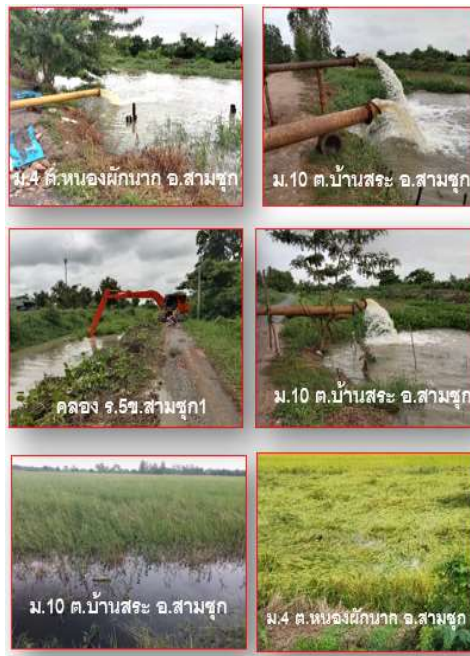 ม.4 ต.หนองผักนาก อ.สามชุก
ม.10 ต.บ้านสระ อ.สามชุก
คลอง ร.5ข.สามชุก1
ม.10 ต.บ้านสระ อ.สามชุก
ม.10 ต.บ้านสระ อ.สามชุก
ม.4 ต.หนองผักนาก อ.สามชุก